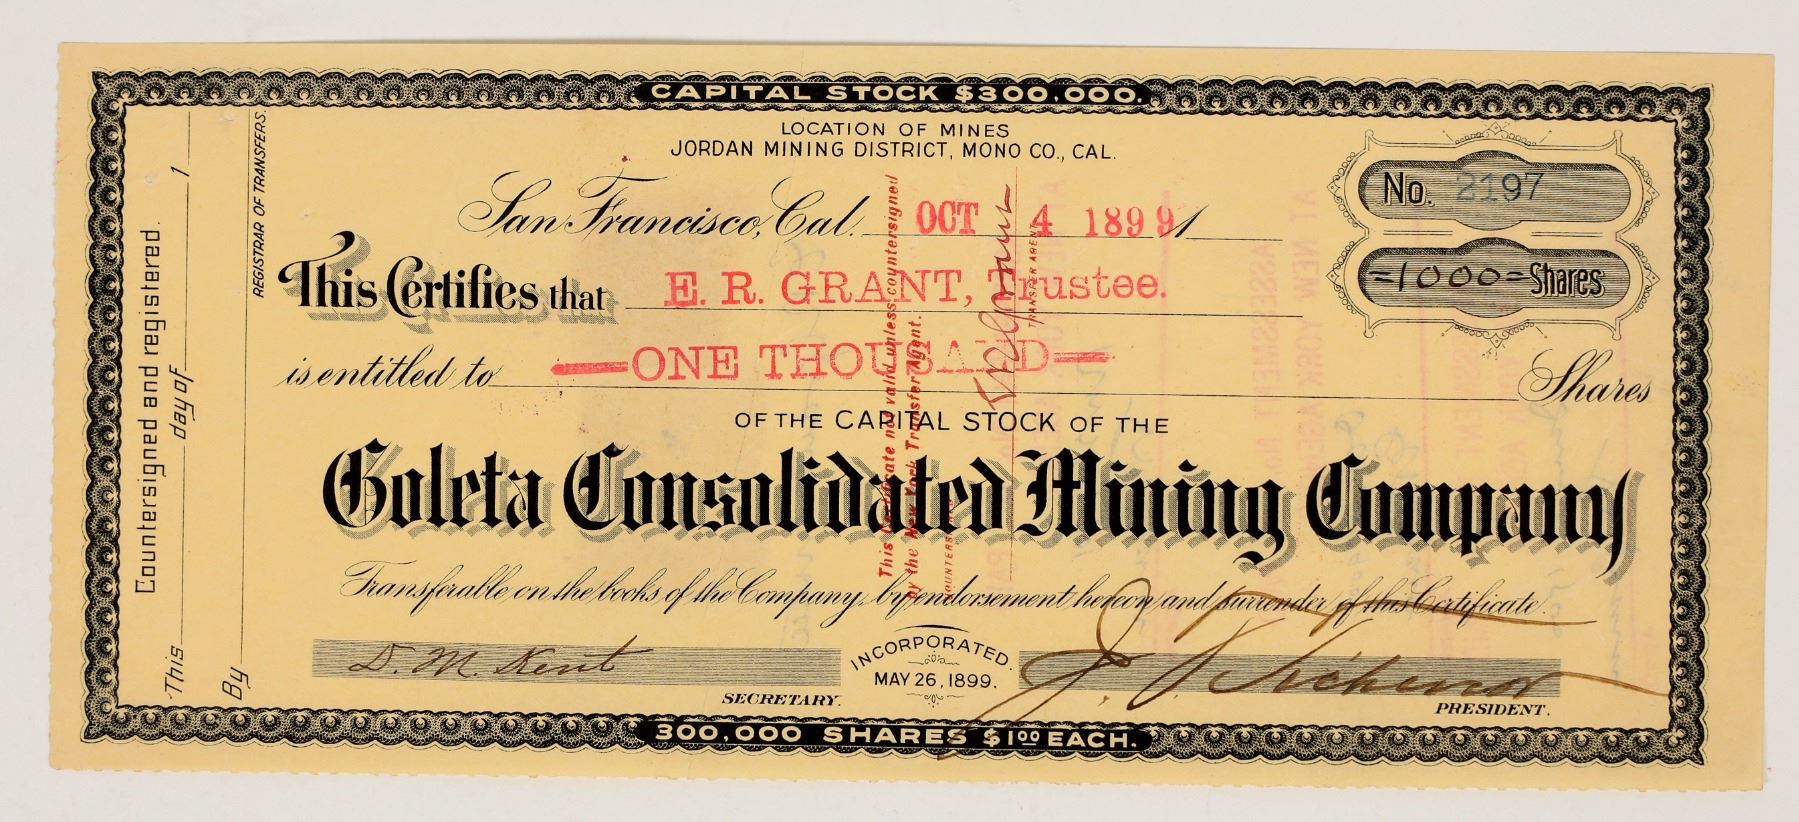 CAPITAL STOCK $300,000.
LOCATION OF MINES
JORDAN MINING DISTRICT, MONO CO., CAL.
No. 2197
San Francisco, Cal. OCT 4 1899 1
=1000= Shares
This Certifies that E. R. GRANT, Trustee.
is entitled to —ONE THOUSAND— Shares
OF THE CAPITAL STOCK OF THE
Goleta Consolidated Mining Company
Transferable on the books of the Company, by endorsement hereon and surrender of this Certificate.
D. M. Kent
SECRETARY.
INCORPORATED.
MAY 26, 1899.
PRESIDENT.
300,000 SHARES $1.00 EACH.
Countersigned and registered.
This day of 1
By
REGISTRAR OF TRANSFERS.
This Certificate not valid unless countersigned
by the New York Transfer Agent.
COUNTERSIGNED
TRANSFER AGENT